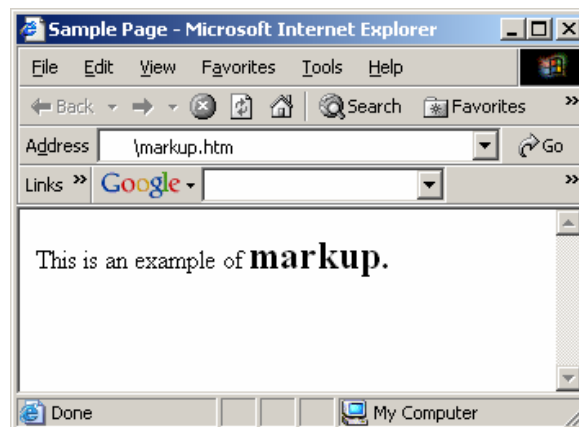 Sample Page - Microsoft Internet Explorer
File Edit View Favorites Tools Help
Back Search Favorites »
Address \markup.htm Go
Links » Google »
This is an example of markup.
Done My Computer